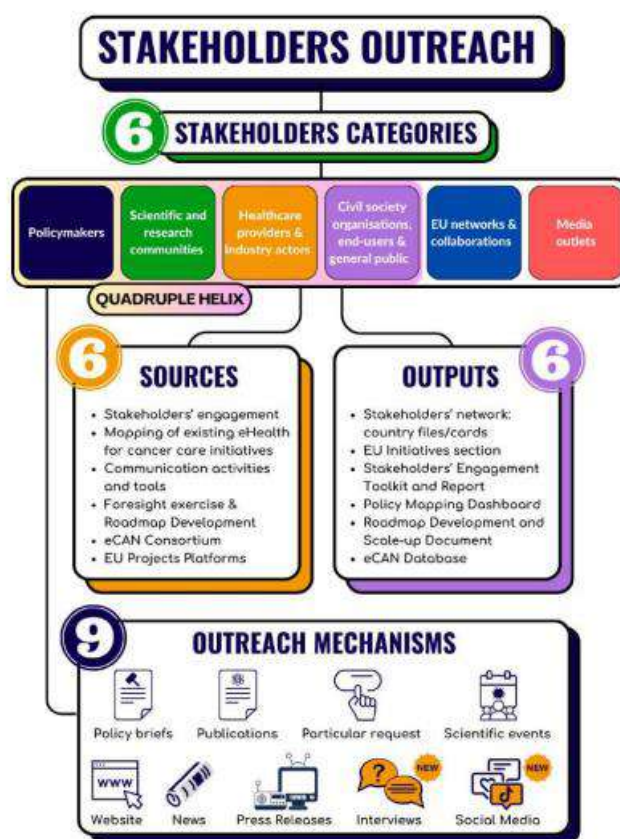 STAKEHOLDERS OUTREACH
6 STAKEHOLDERS CATEGORIES
Policymakers
Scientific and
research
communities
Healthcare
providers &
industry actors
Civil society
organisations,
end-users &
general public
EU networks &
collaborations
Media
outlets
QUADRUPLE HELIX
6
SOURCES
• Stakeholders' engagement
• Mapping of existing eHealth
for cancer care initiatives
• Communication activities
and tools
• Foresight exercise &
Roadmap Development
• eCAN Consortium
• EU Projects Platforms
6
OUTPUTS
• Stakeholders' network:
country files/cards
• EU Initiatives section
• Stakeholders' Engagement
Toolkit and Report
• Policy Mapping Dashboard
• Roadmap Development and
Scale-up Document
• eCAN Database
9
OUTREACH MECHANISMS
Policy briefs
Publications
Particular request
Scientific events
WWW
Website
News
Press Releases
?
NEW
Interviews
NEW
Social Media